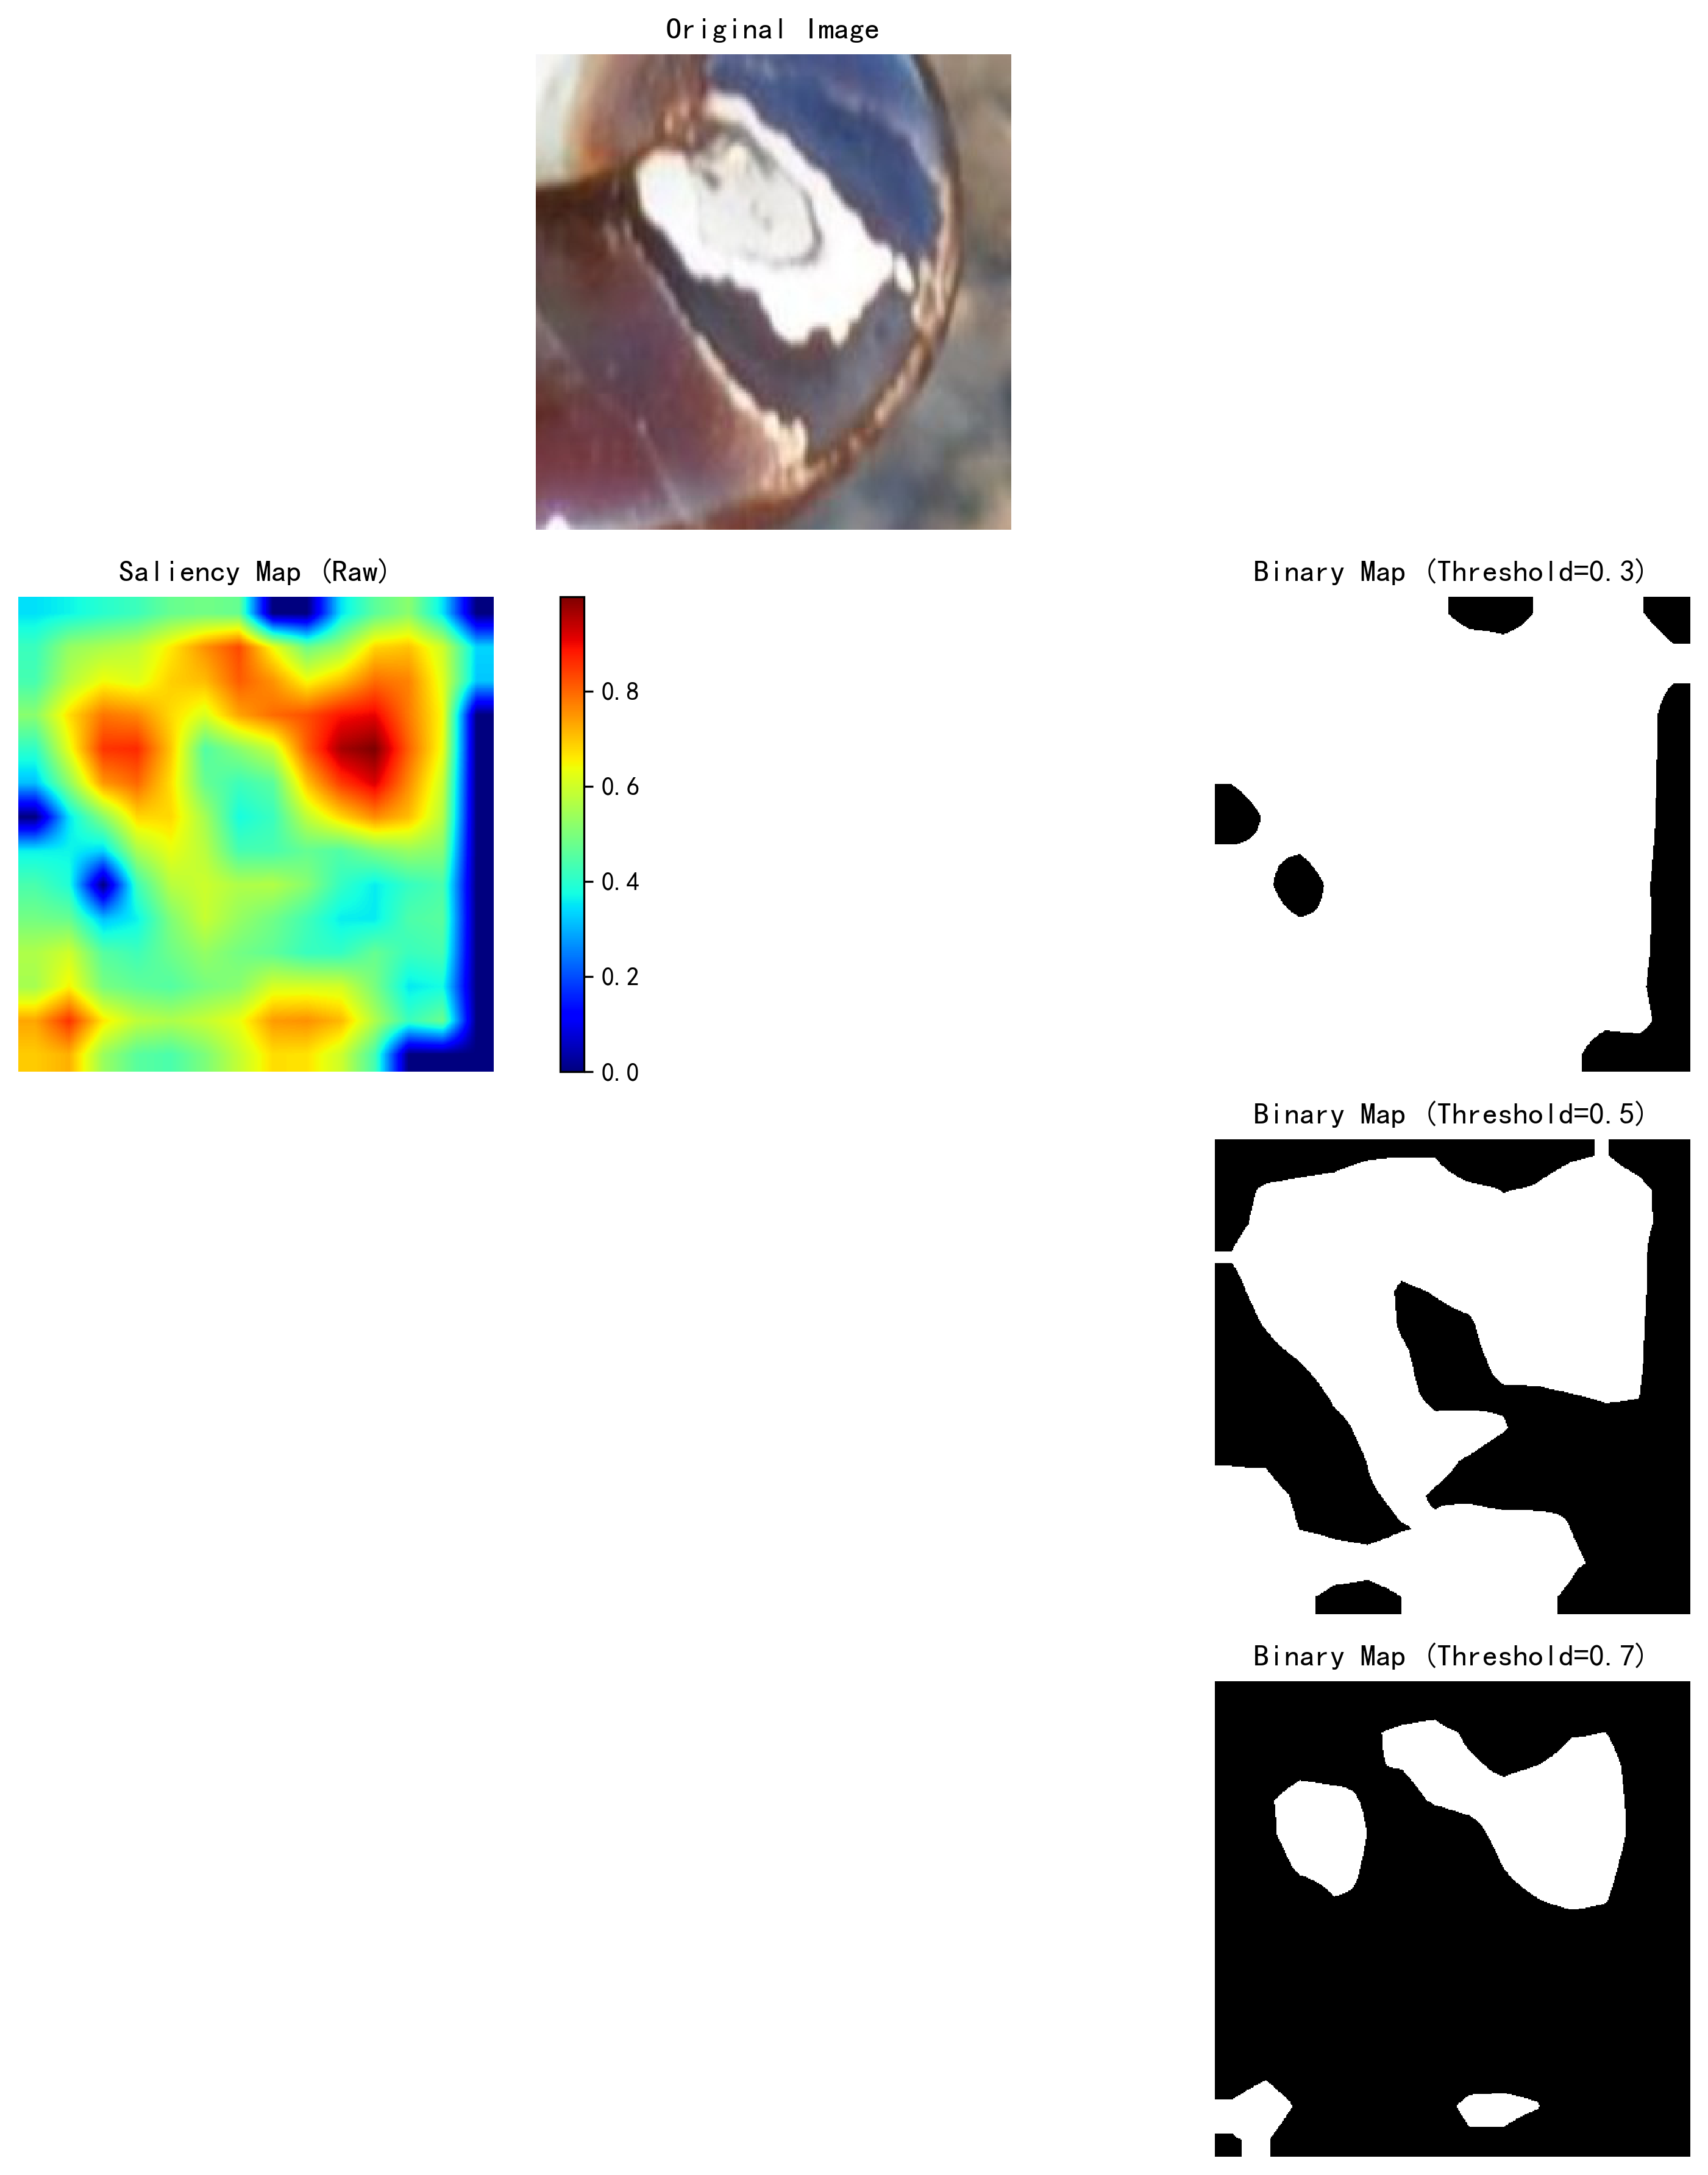 Original Image
Saliency Map (Raw)
Binary Map (Threshold=0.3)
0.8
0.6
0.4
0.2
0.0
Binary Map (Threshold=0.5)
Binary Map (Threshold=0.7)